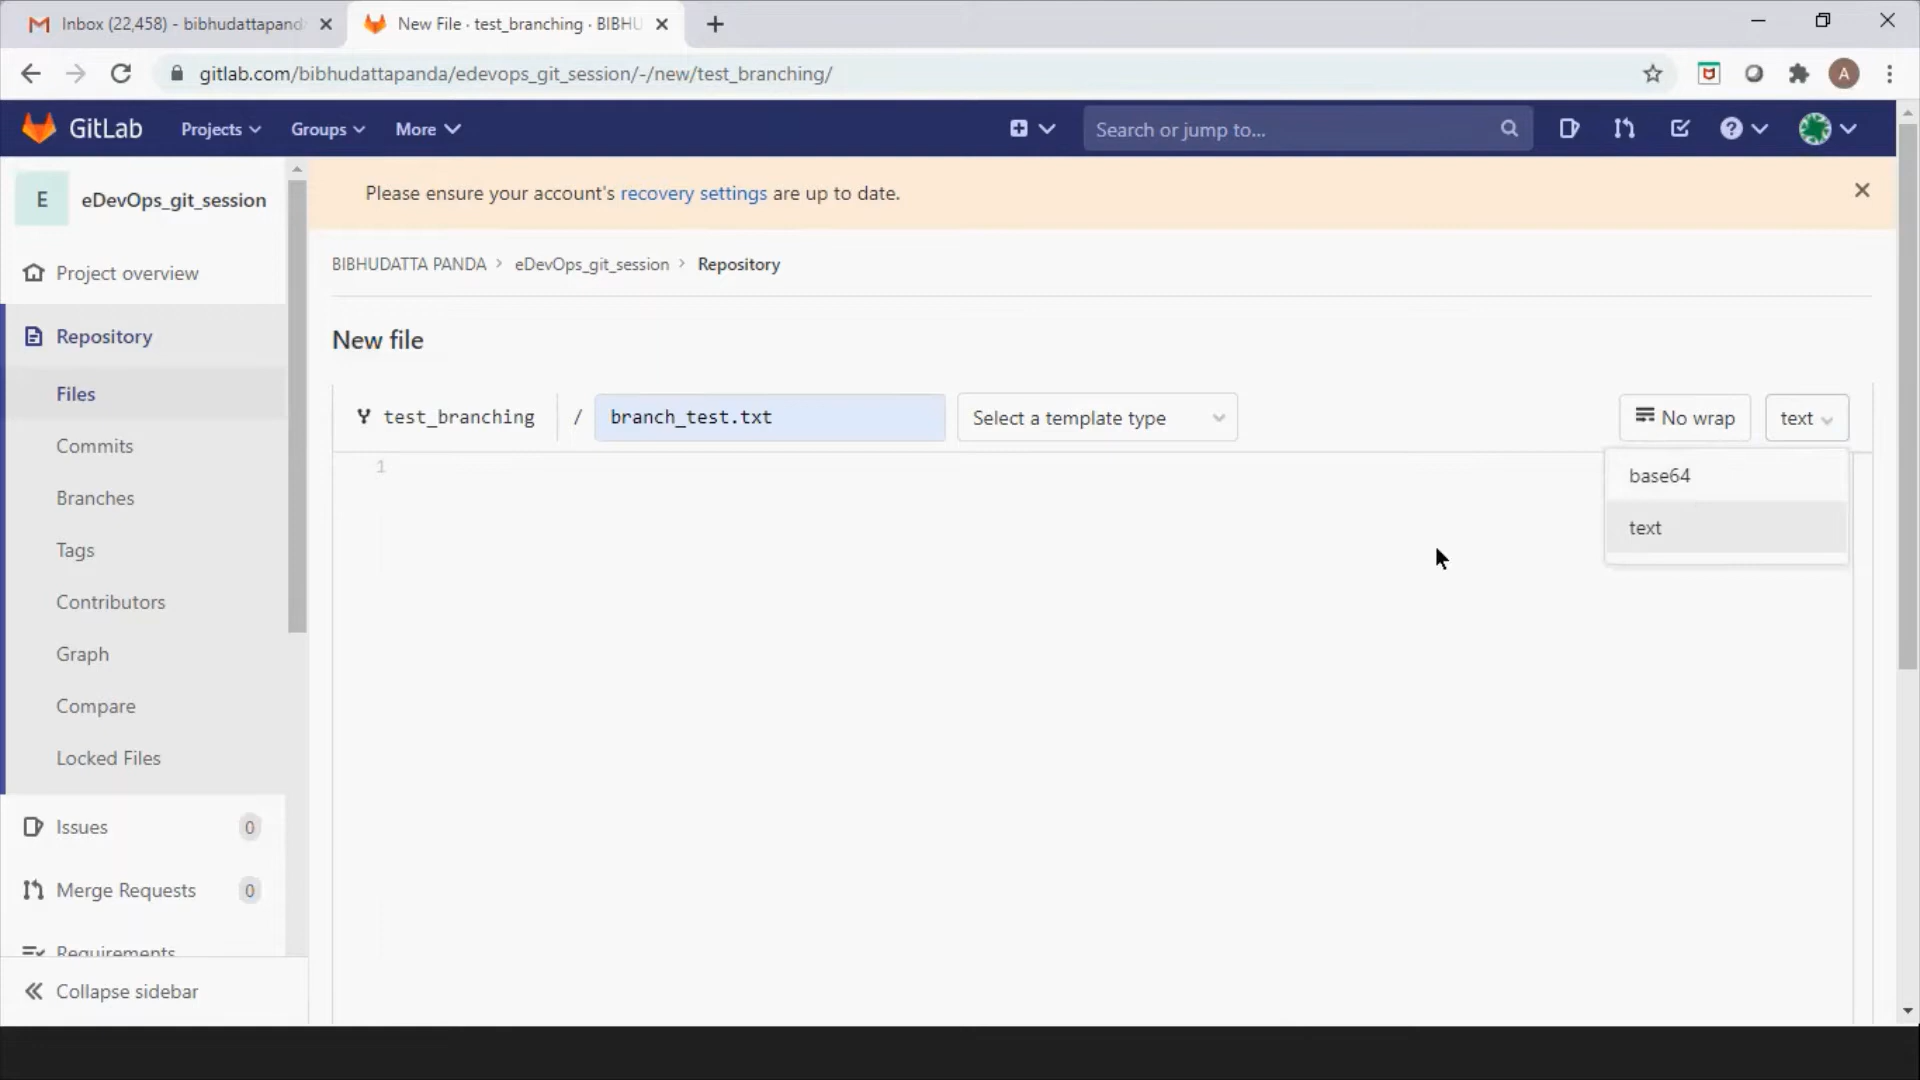 Inbox (22,458) - bibhudattapand
New File · test_branching · BIBHU
gitlab.com/bibhudattapanda/edevops_git_session/-/new/test_branching/
A
GitLab
Projects
Groups
More
Search or jump to...
E
eDevOps_git_session
Project overview
Repository
Files
Commits
Branches
Tags
Contributors
Graph
Compare
Locked Files
Issues 0
Merge Requests 0
Requirements
Collapse sidebar
Please ensure your account's recovery settings are up to date.
BIBHUDATTA PANDA > eDevOps_git_session > Repository
New file
test_branching / branch_test.txt Select a template type No wrap text
1
base64
text